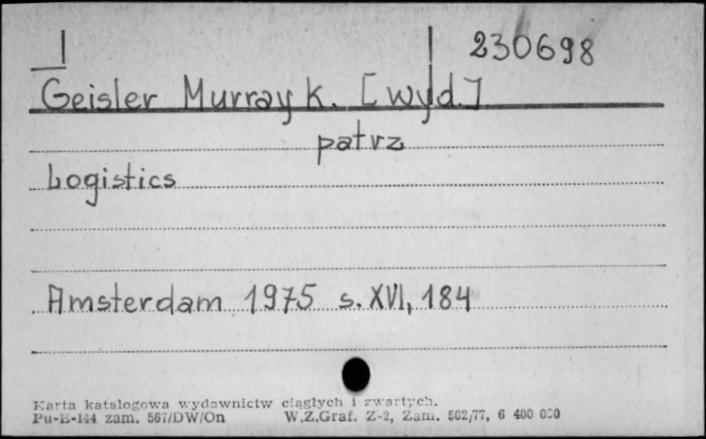 230698
Geisler Murray K. [wyd.]
patrz
Logistics
Amsterdam 1975 s. XVI, 184
Karta katalogowa wydawnictw ciągłych i zwartych.
Pu-E-144 zam. 567/DW/On W.Z.Graf. Z-2, Zam. 502/77, 6 400 000